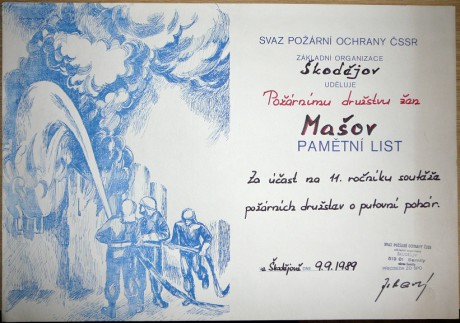 SVAZ POŽÁRNÍ OCHRANY ČSSR
ZÁKLADNÍ ORGANIZACE
Škodějov
UDĚLUJE
Požárnímu družstvu žen
Mašov
PAMĚTNÍ LIST
Za účast na 11. ročníku soutěže
požárních družstev o putovní pohár.
v Škodějově DNE 9.9.1989
SVAZ POŽÁRNÍ OCHRANY ČSSR